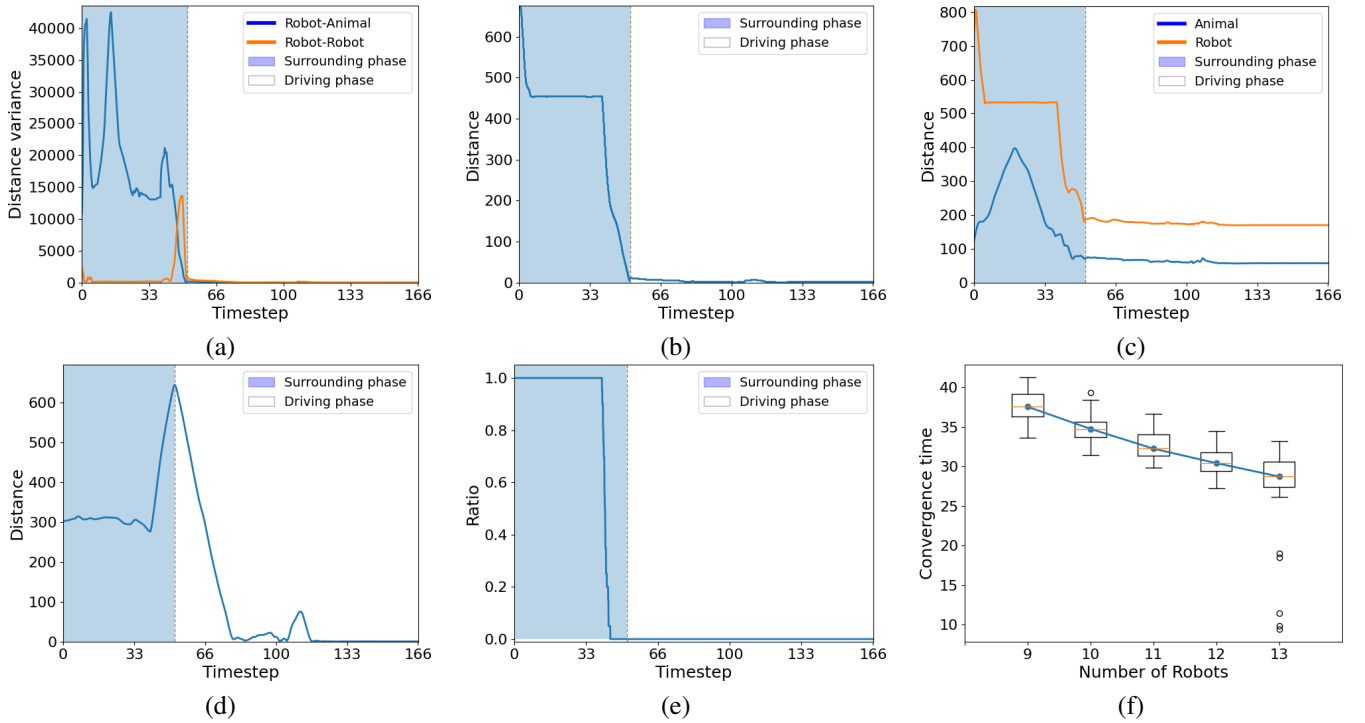 Distance variance
40000
35000
30000
25000
20000
15000
10000
5000
0
Robot-Animal
Robot-Robot
Surrounding phase
Driving phase
0 33 66 100 133 166
Timestep
(a)
Distance
600
500
400
300
200
100
0
Surrounding phase
Driving phase
0 33 66 100 133 166
Timestep
(b)
Distance
800
700
600
500
400
300
200
100
0
Animal
Robot
Surrounding phase
Driving phase
0 33 66 100 133 166
Timestep
(c)
Distance
600
500
400
300
200
100
0
Surrounding phase
Driving phase
0 33 66 100 133 166
Timestep
(d)
Ratio
1.0
0.8
0.6
0.4
0.2
0.0
Surrounding phase
Driving phase
0 33 66 100 133 166
Timestep
(e)
Convergence time
40
35
30
25
20
15
10
9 10 11 12 13
Number of Robots
(f)